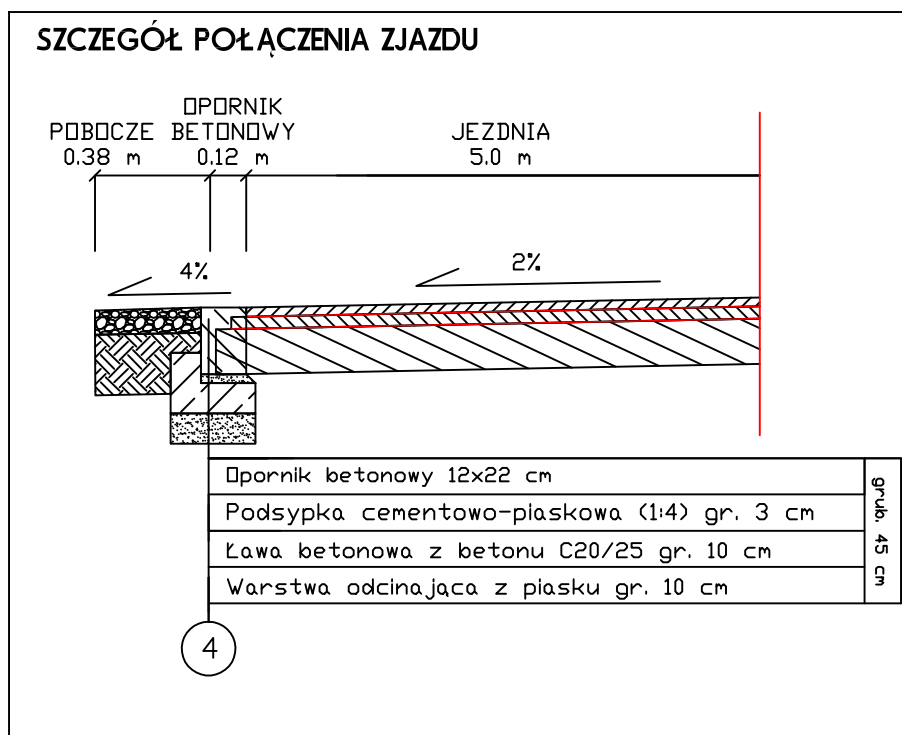 SZCZEGÓŁ POŁĄCZENIA ZJAZDU
OPORNIK
POBOCZE BETONOWY JEZDNIA
0.38 m 0.12 m 5.0 m
4% 2%
Opornik betonowy 12x22 cm
Podsypka cementowo-piaskowa (1:4) gr. 3 cm
Ława betonowa z betonu C20/25 gr. 10 cm
Warstwa odcinająca z piasku gr. 10 cm
grub. 45 cm
4